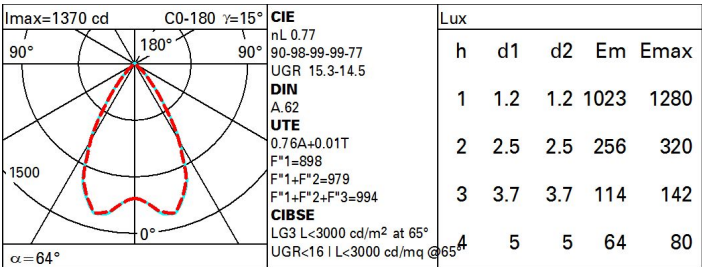 Imax=1370 cd C0-180 γ=15°
90° 180° 90°
1500
0°
α=64°
CIE
nL 0.77
90-98-99-99-77
UGR 15.3-14.5
DIN
A.62
UTE
0.76A+0.01T
F"1=898
F"1+F"2=979
F"1+F"2+F"3=994
CIBSE
LG3 L<3000 cd/m² at 65°
UGR<16 | L<3000 cd/mq @65°
Lux
h d1 d2 Em Emax
1 1.2 1.2 1023 1280
2 2.5 2.5 256 320
3 3.7 3.7 114 142
4 5 5 64 80